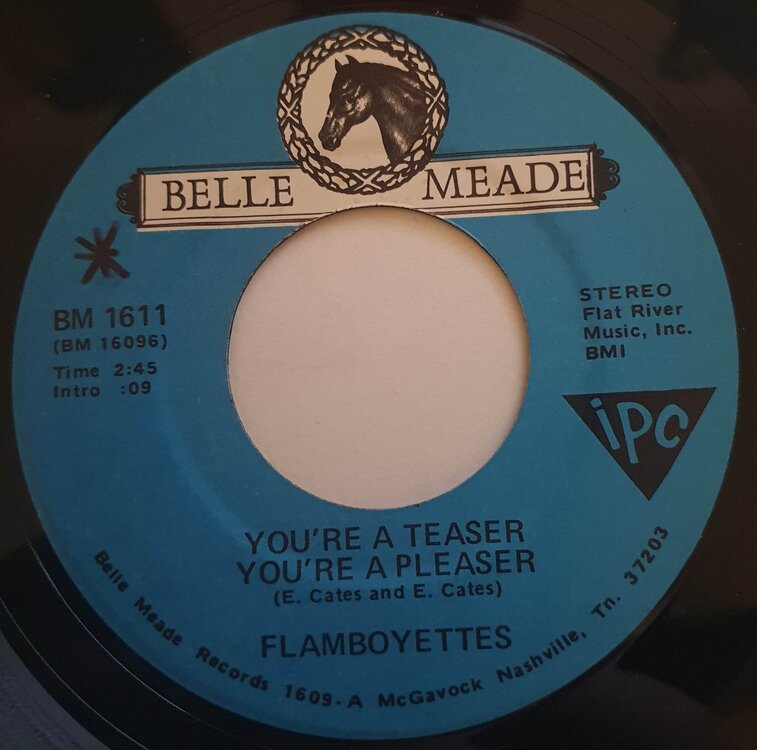 BELLE MEADE
BM 1611
(BM 16096)
Time 2:45
Intro :09
STEREO
Flat River
Music, Inc.
BMI
iPC
YOU'RE A TEASER
YOU'RE A PLEASER
(E. Cates and E. Cates)
FLAMBOYETTES
Belle Meade Records 1609-A McGavock Nashville, Tn. 37203